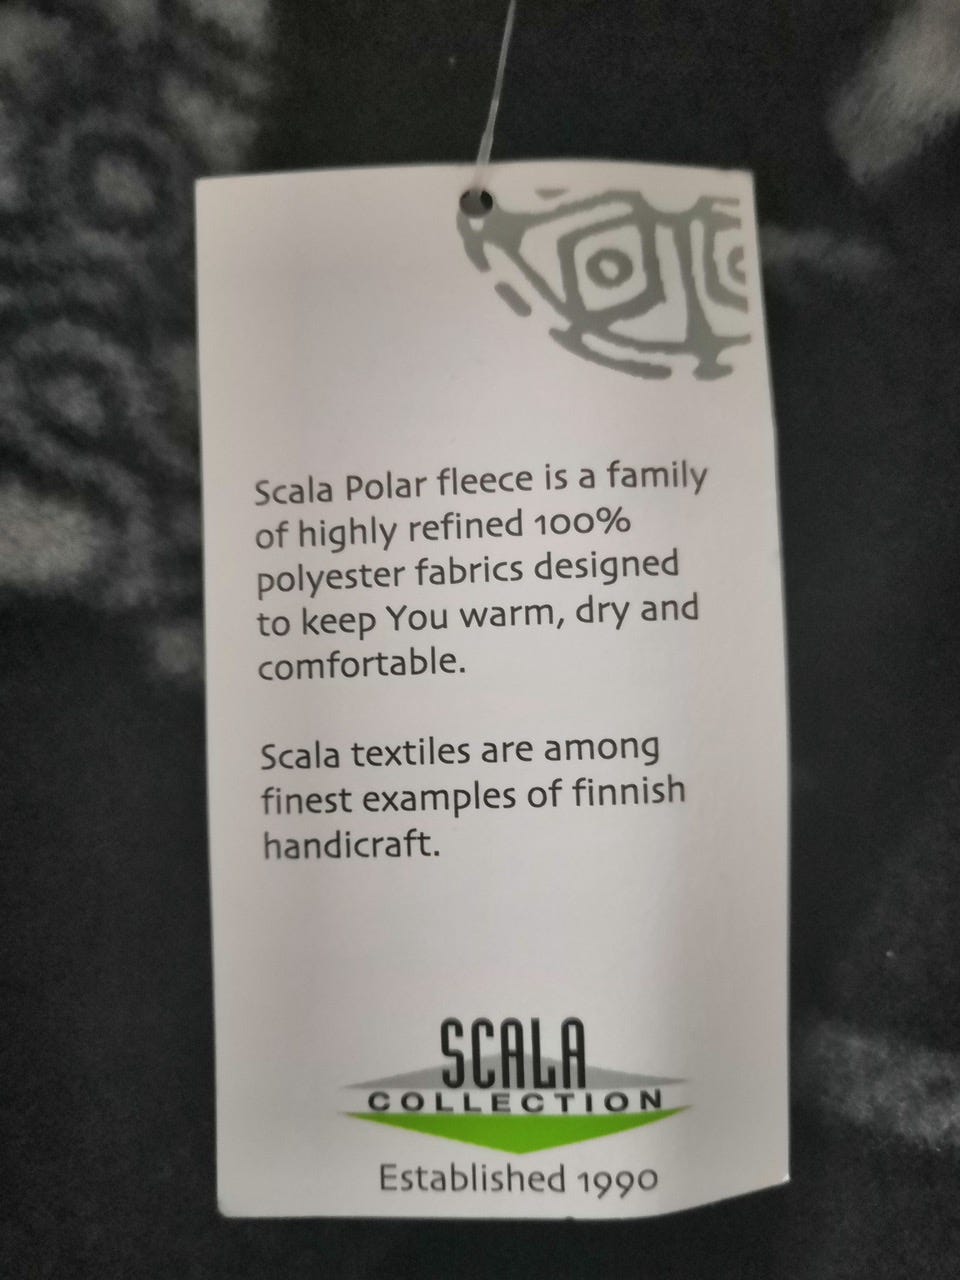 Scala Polar fleece is a family
of highly refined 100%
polyester fabrics designed
to keep You warm, dry and
comfortable.
Scala textiles are among
finest examples of finnish
handicraft.
SCALA
COLLECTION
Established 1990